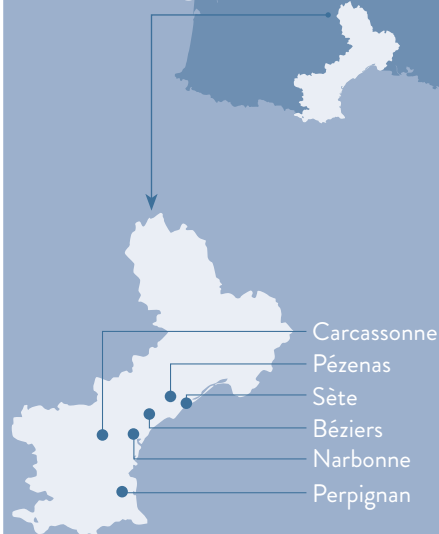 Carcassonne
Pézenas
Sète
Béziers
Narbonne
Perpignan